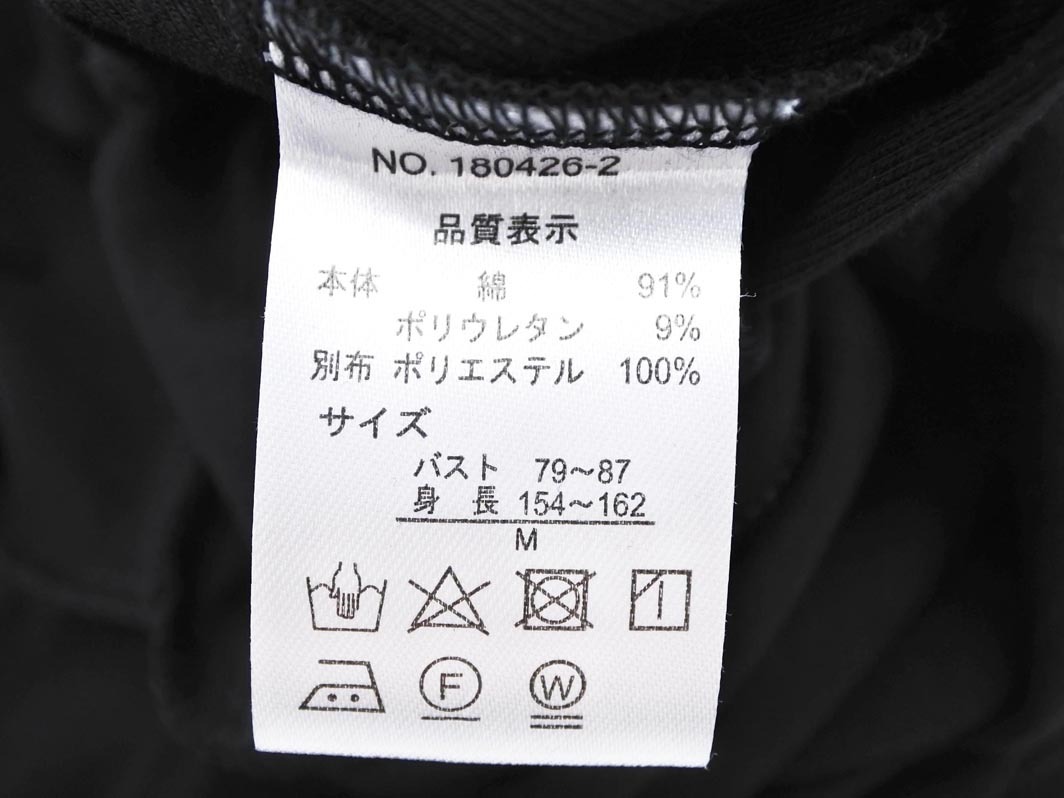 NO. 180426-2
品質表示
本体 綿 91%
ポリウレタン 9%
別布 ポリエステル 100%
サイズ
バスト 79～87
身長 154～162
M
F
W